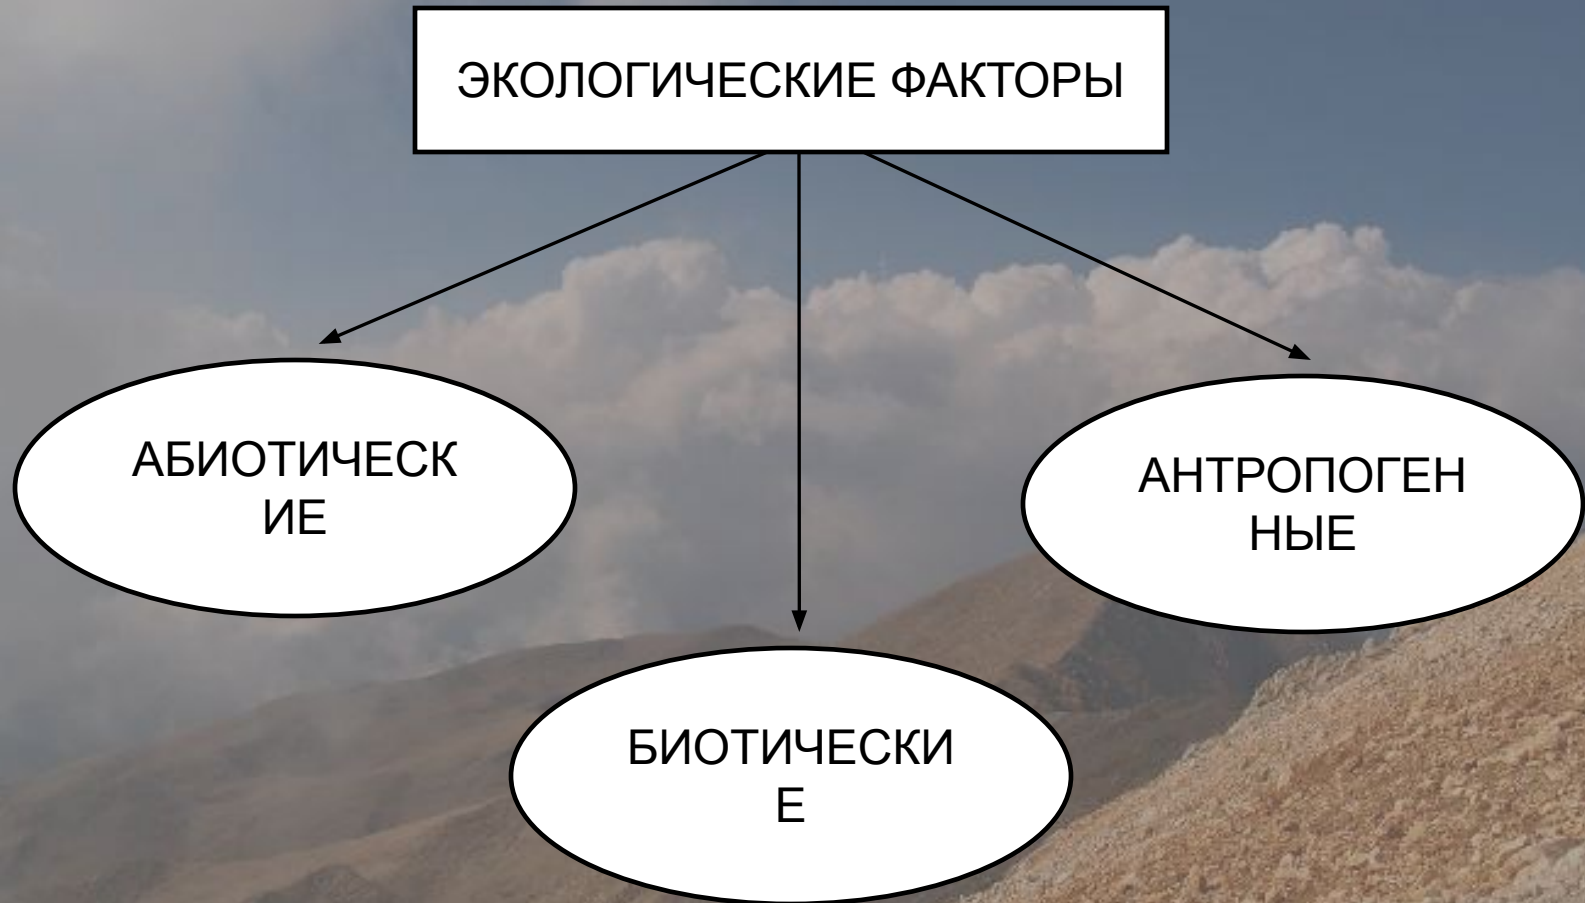 ЭКОЛОГИЧЕСКИЕ ФАКТОРЫ
АБИОТИЧЕСК
ИЕ
АНТРОПОГЕН
НЫЕ
БИОТИЧЕСКИ
Е